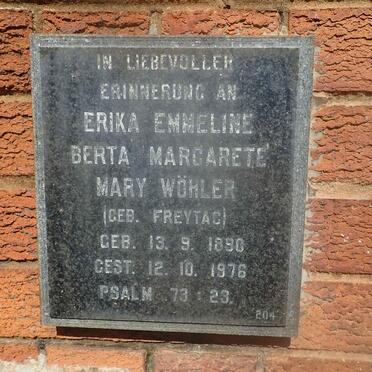 IN LIEBEVOLLER
ERINNERUNG AN
ERIKA EMMELINE
BERTA MARGARETE
MARY WÖHLER
(GEB. FREYTAG)
GEB. 13. 9. 1890
GEST. 12. 10. 1976
PSALM 73 : 23.
204